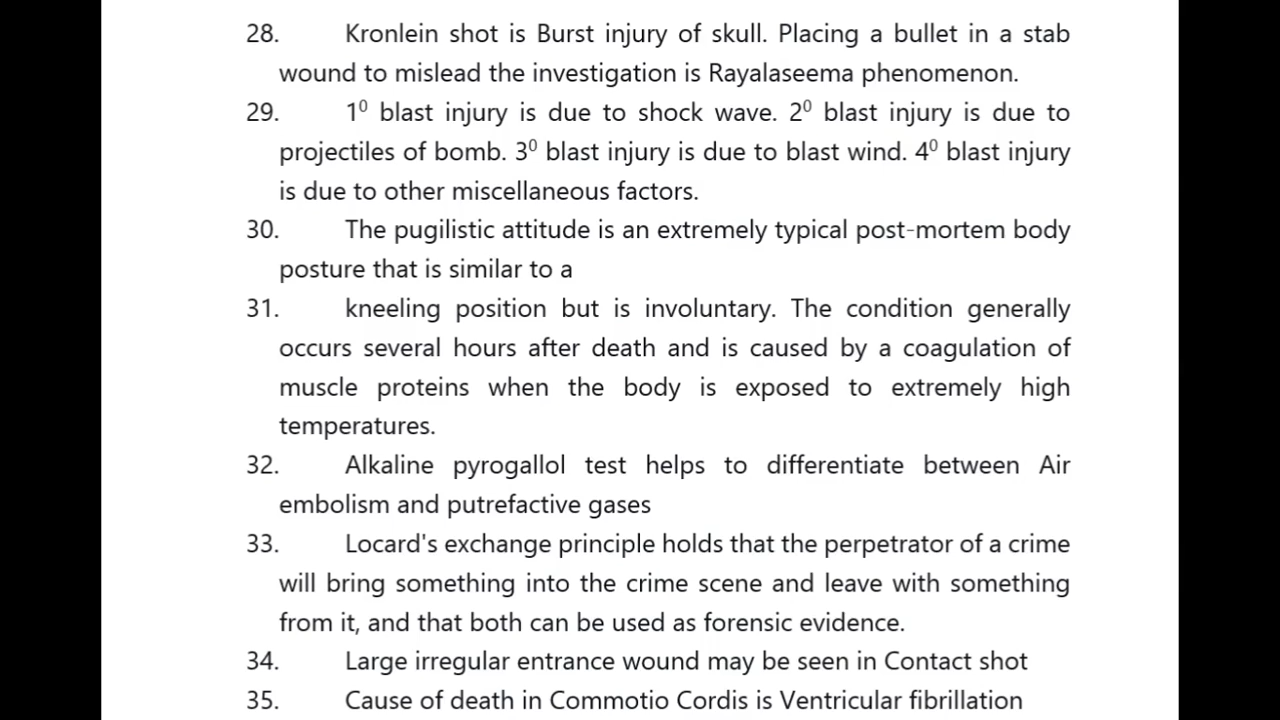 28. Kronlein shot is Burst injury of skull. Placing a bullet in a stab
wound to mislead the investigation is Rayalaseema phenomenon.
29. 1⁰ blast injury is due to shock wave. 2⁰ blast injury is due to
projectiles of bomb. 3⁰ blast injury is due to blast wind. 4⁰ blast injury
is due to other miscellaneous factors.
30. The pugilistic attitude is an extremely typical post-mortem body
posture that is similar to a
31. kneeling position but is involuntary. The condition generally
occurs several hours after death and is caused by a coagulation of
muscle proteins when the body is exposed to extremely high
temperatures.
32. Alkaline pyrogallol test helps to differentiate between Air
embolism and putrefactive gases
33. Locard's exchange principle holds that the perpetrator of a crime
will bring something into the crime scene and leave with something
from it, and that both can be used as forensic evidence.
34. Large irregular entrance wound may be seen in Contact shot
35. Cause of death in Commotio Cordis is Ventricular fibrillation